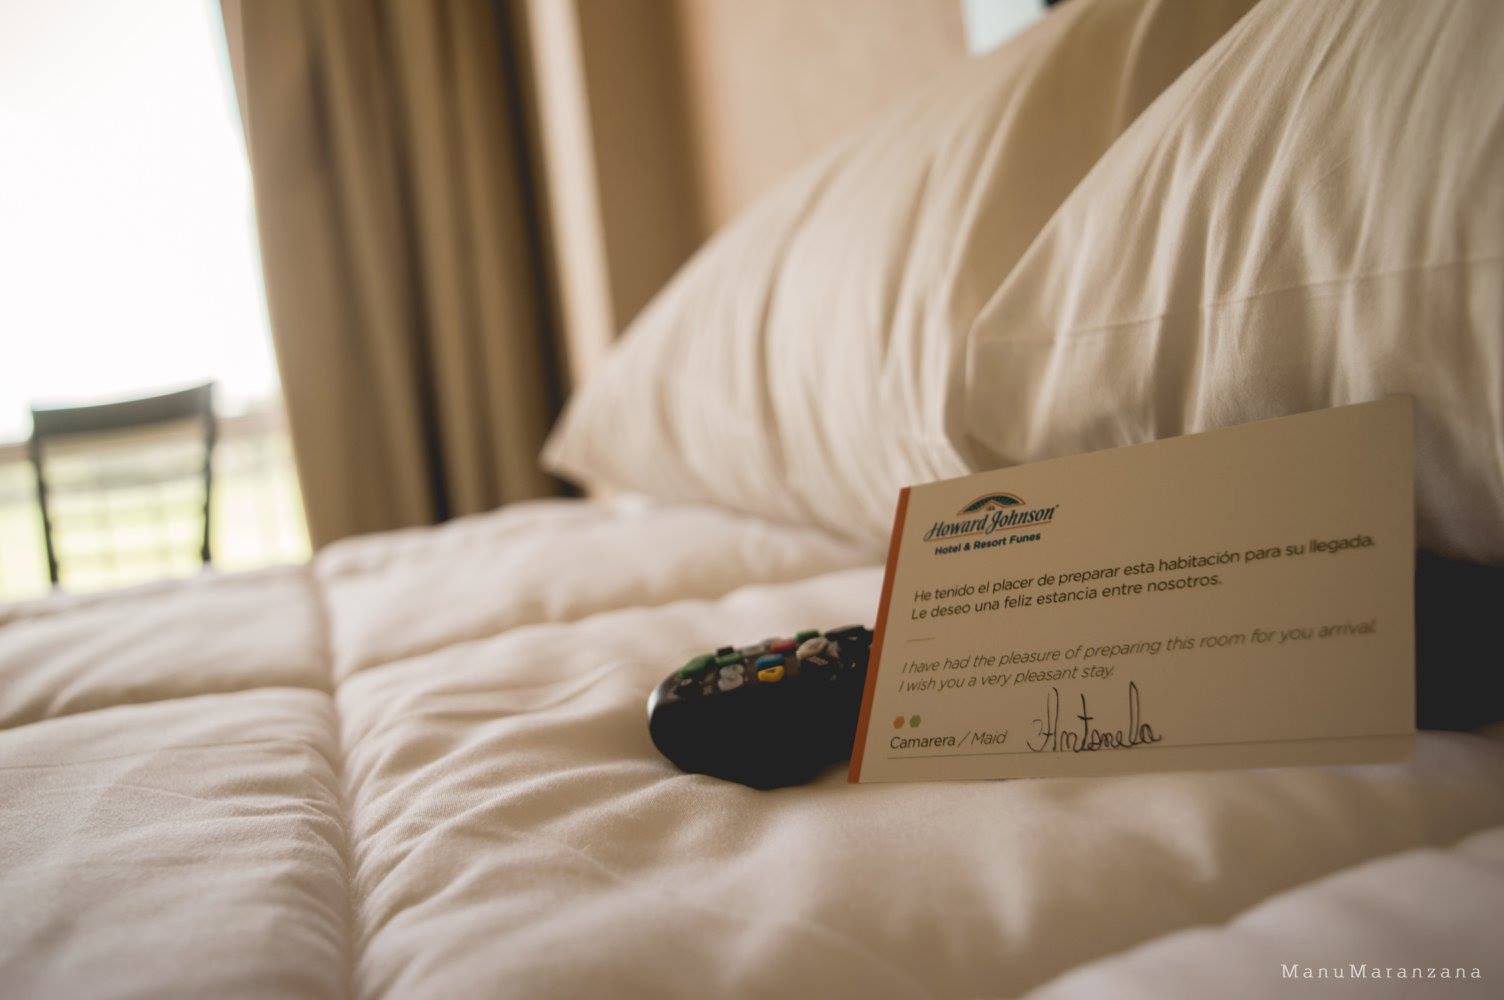 Howard Johnson
Hotel & Resort Funes
He tenido el placer de preparar esta habitación para su llegada.
Le deseo una feliz estancia entre nosotros.
I have had the pleasure of preparing this room for you arrival.
I wish you a very pleasant stay.
Camarera / Maid Antonela
ManuMaranzana